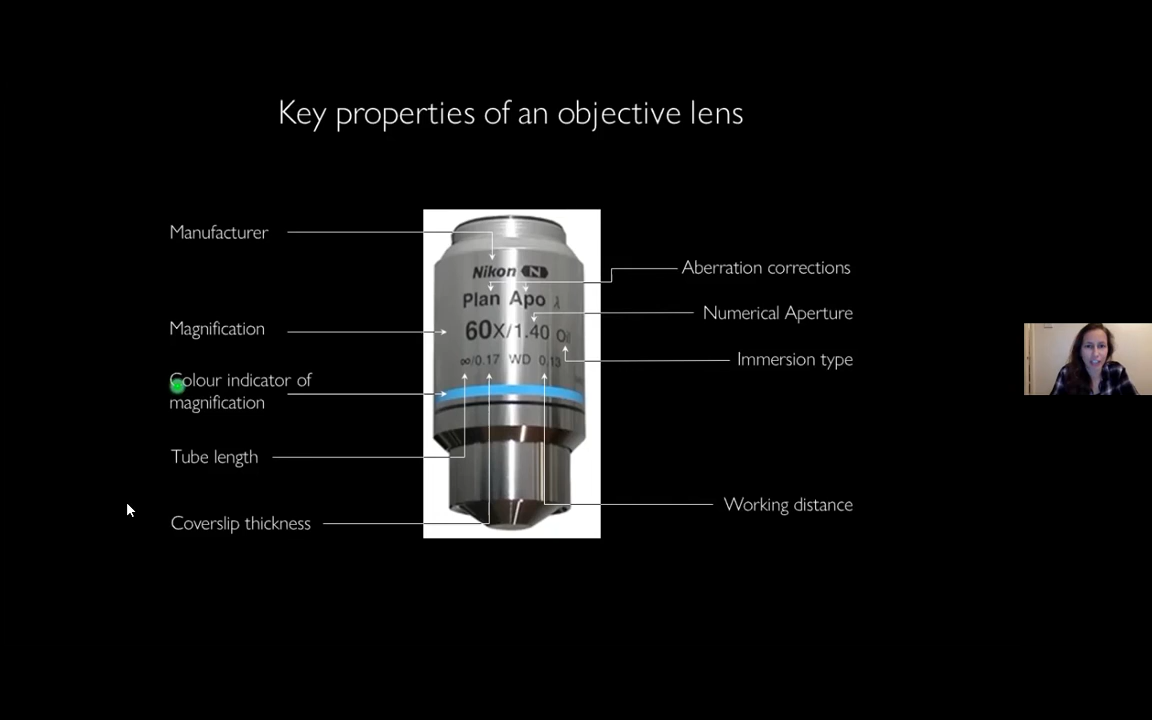 Key properties of an objective lens
Manufacturer
Aberration corrections
Nikon N
Plan Apo λ
Numerical Aperture
Magnification
60X/1.40 Oil
Immersion type
∞/0.17 WD 0.13
Colour indicator of
magnification
Tube length
Working distance
Coverslip thickness